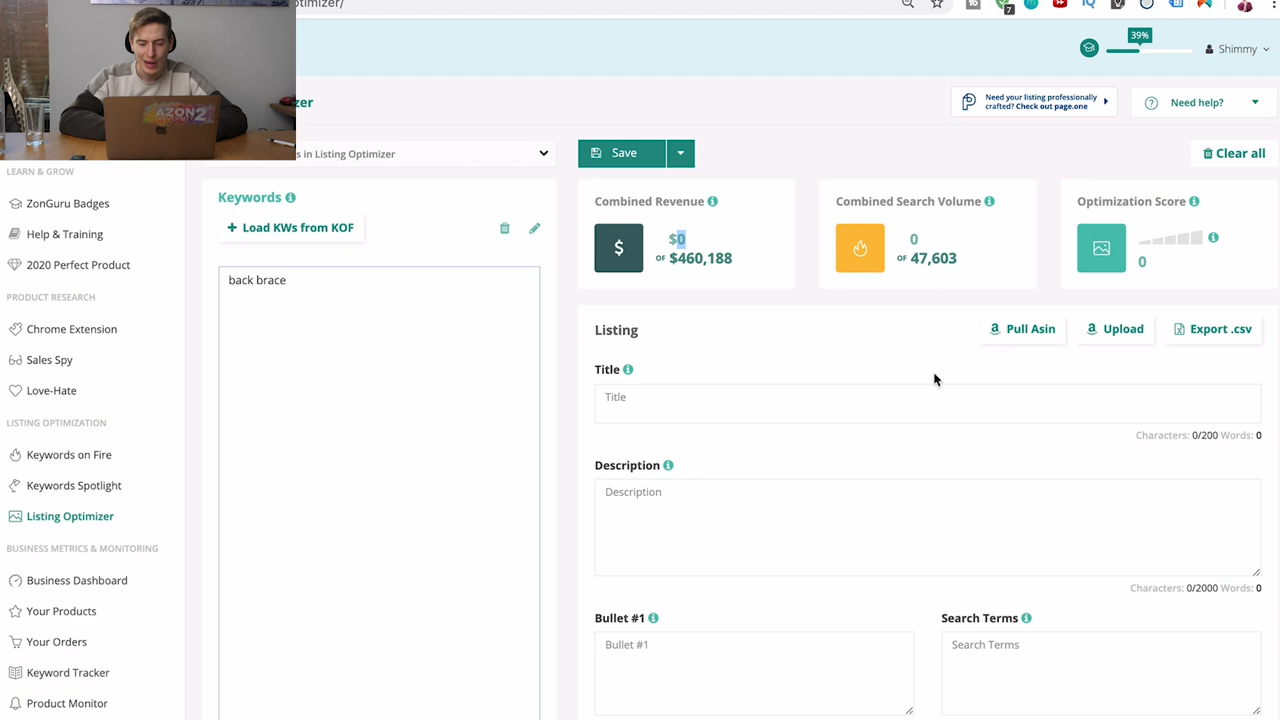 otimizer/
39%
Shimmy
zer
Need your listing professionally
crafted? Check out page.one
Need help?
s in Listing Optimizer
Save
Clear all
AZON2
LEARN & GROW
ZonGuru Badges
Help & Training
2020 Perfect Product
PRODUCT RESEARCH
Chrome Extension
Sales Spy
Love-Hate
LISTING OPTIMIZATION
Keywords on Fire
Keywords Spotlight
Listing Optimizer
BUSINESS METRICS & MONITORING
Business Dashboard
Your Products
Your Orders
Keyword Tracker
Product Monitor
Keywords
+ Load KWs from KOF
back brace
Combined Revenue
$
$0
OF $460,188
Combined Search Volume
0
OF 47,603
Optimization Score
0
Listing
Pull Asin
Upload
Export .csv
Title
Title
Characters: 0/200 Words: 0
Description
Description
Characters: 0/2000 Words: 0
Bullet #1
Bullet #1
Search Terms
Search Terms